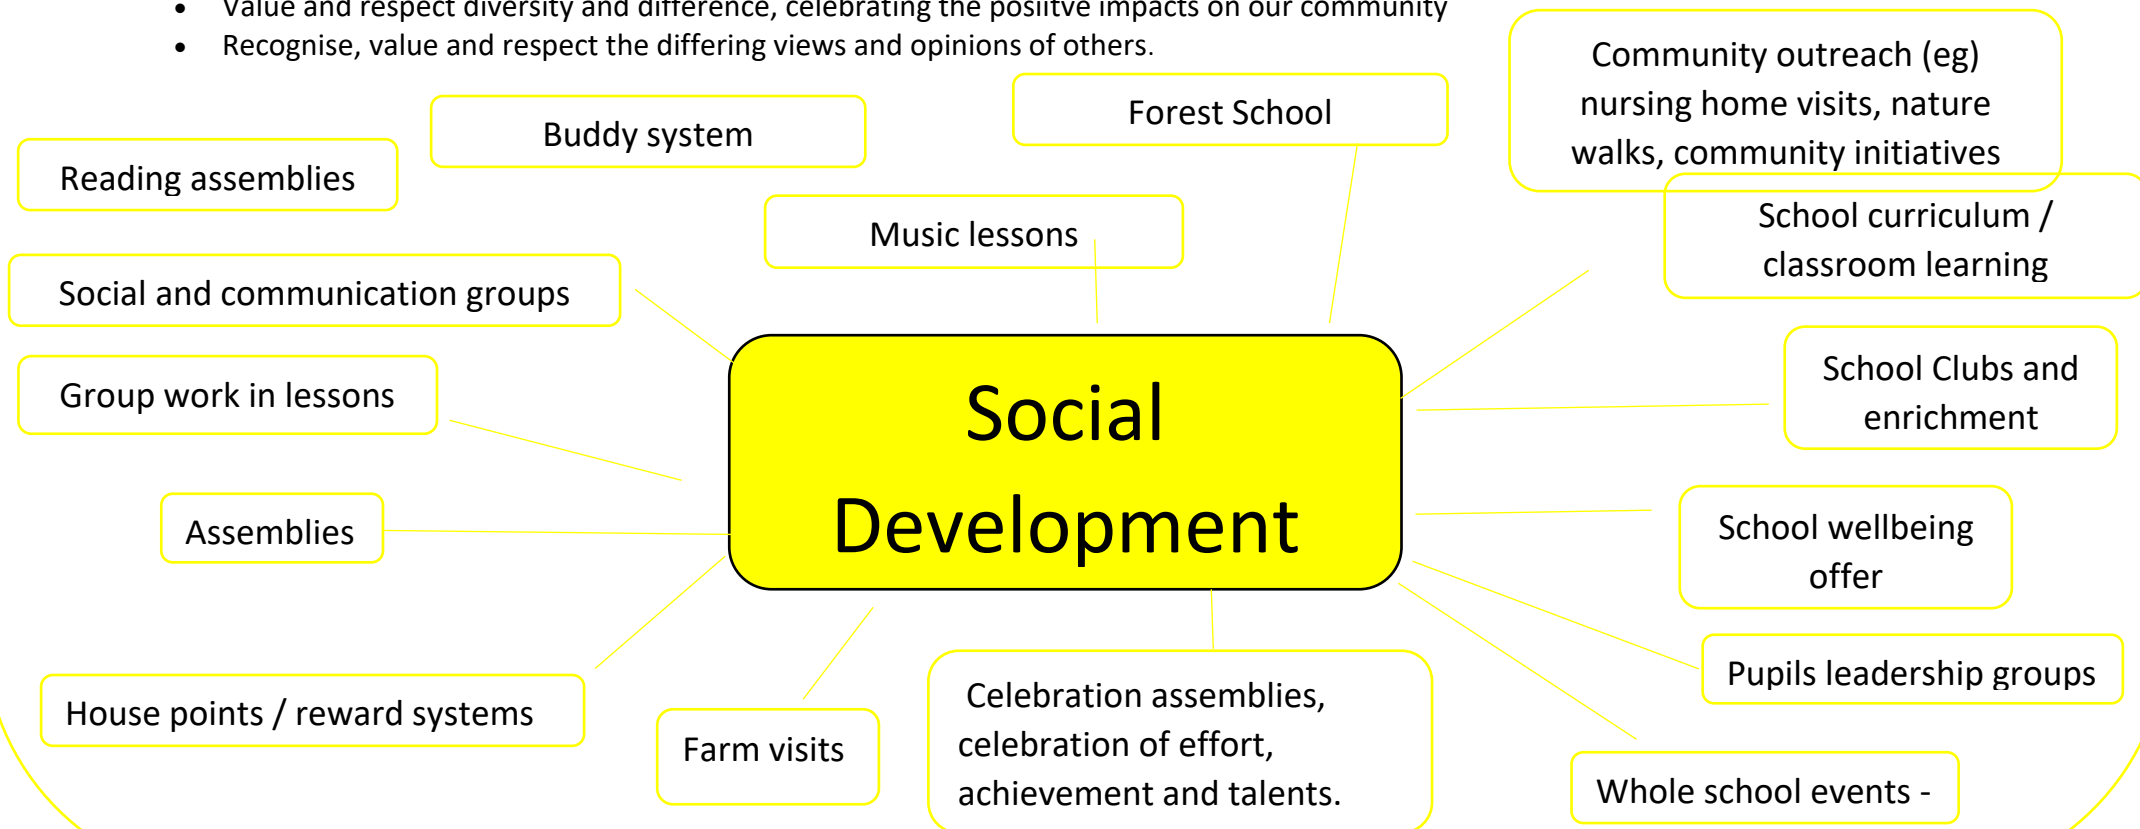 • Value and respect diversity and difference, celebrating the posiitve impacts on our community
• Recognise, value and respect the differing views and opinions of others.
Community outreach (eg)
nursing home visits, nature
walks, community initiatives
Forest School
Buddy system
Reading assemblies
Music lessons
School curriculum /
classroom learning
Social and communication groups
Group work in lessons
School Clubs and
enrichment
Social
Development
Assemblies
School wellbeing
offer
Pupils leadership groups
House points / reward systems
Farm visits
Celebration assemblies,
celebration of effort,
achievement and talents.
Whole school events -